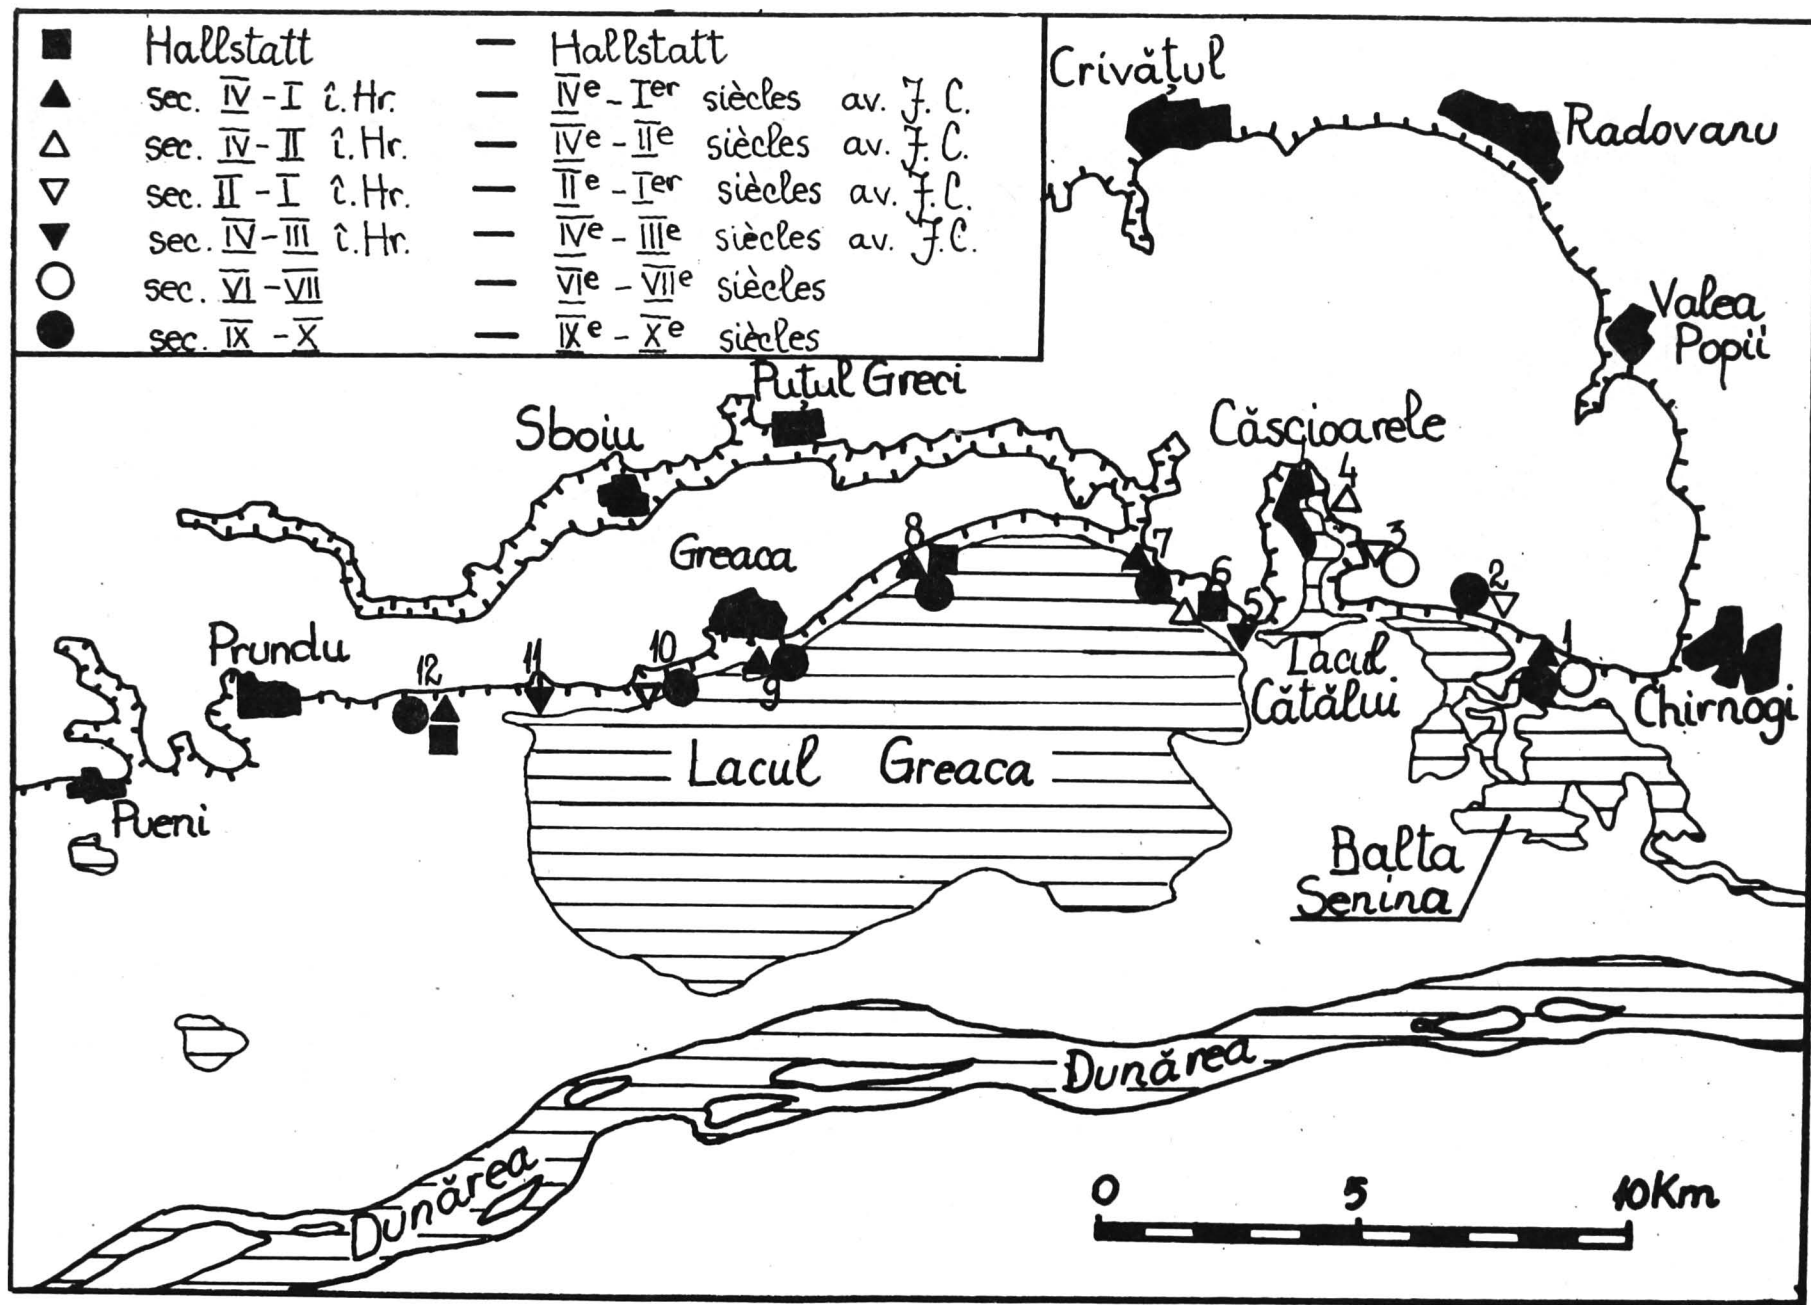 Hallstatt — Hallstatt
sec. IV - I î.Hr. — IVe - Ier siècles av. J. C.
sec. IV - II î.Hr. — IVe - IIe siècles av. J. C.
sec. II - I î.Hr. — IIe - Ier siècles av. J.C.
sec. IV - III î.Hr. — IVe - IIIe siècles av. J.C.
sec. VI - VII — VIe - VIIe siècles
sec. IX - X — IXe - Xe siècles
Crivățul
Radovanu
Valea
Popii
Puțul Greci
Sboiu
Căscioarele
4
3
8
7
Greaca
6
2
5
1
Prundu
10
11
12
9
Lacul
Cătălui
Chirnogi
Lacul Greaca
Pueni
Balta
Senina
Dunărea
Dunărea
0 5 10Km